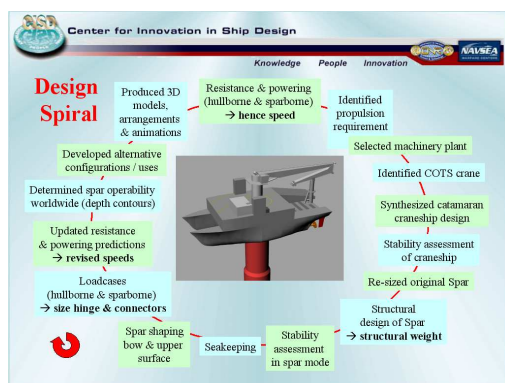 Center for Innovation in Ship Design
NAVSEA
Knowledge People Innovation
Design
Spiral
Resistance & powering
(hullborne & sparborne)
→ hence speed
Identified
propulsion
requirement
Selected machinery plant
Identified COTS crane
Synthesized catamaran
craneship design
Stability assessment
of craneship
Re-sized original Spar
Structural
design of Spar
→ structural weight
Stability
assessment
in spar mode
Seakeeping
Spar shaping
bow & upper
surface
Loadcases
(hullborne & sparborne)
→ size hinge & connectors
Updated resistance
& powering predictions
→ revised speeds
Determined spar operability
worldwide (depth contours)
Developed alternative
configurations / uses
Produced 3D
models,
arrangements
& animations